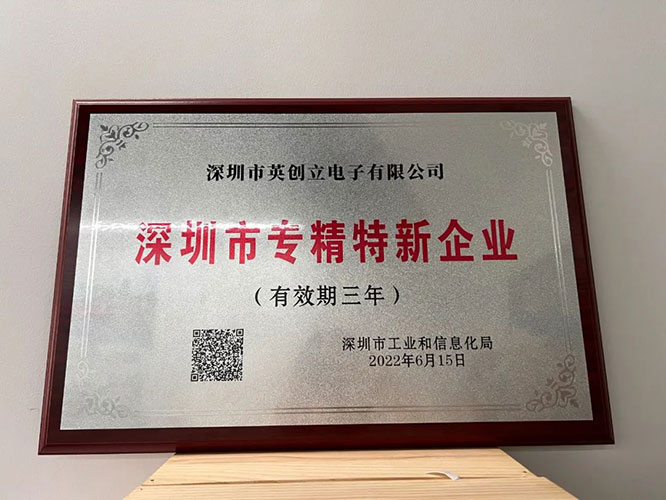 深圳市英创立电子有限公司
深圳市专精特新企业
（有效期三年）
深圳市工业和信息化局
2022年6月15日